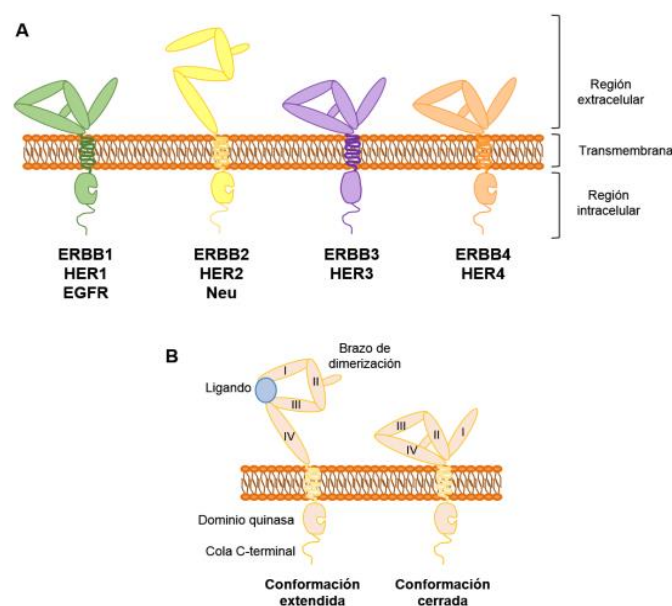 A
Región
extracelular
Transmembrana
Región
intracelular
ERBB1
HER1
EGFR
ERBB2
HER2
Neu
ERBB3
HER3
ERBB4
HER4
B
Brazo de
dimerización
Ligando
I
II
III
IV
III
II
I
IV
Dominio quinasa
Cola C-terminal
Conformación
extendida
Conformación
cerrada